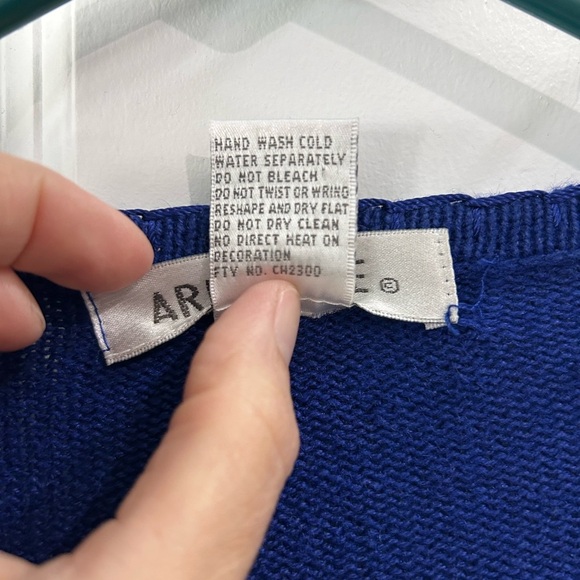 HAND WASH COLD
WATER SEPARATELY
DO NOT BLEACH
DO NOT TWIST OR WRING
RESHAPE AND DRY FLAT
DO NOT DRY CLEAN
NO DIRECT HEAT ON
DECORATION
FTY NO. CH2300